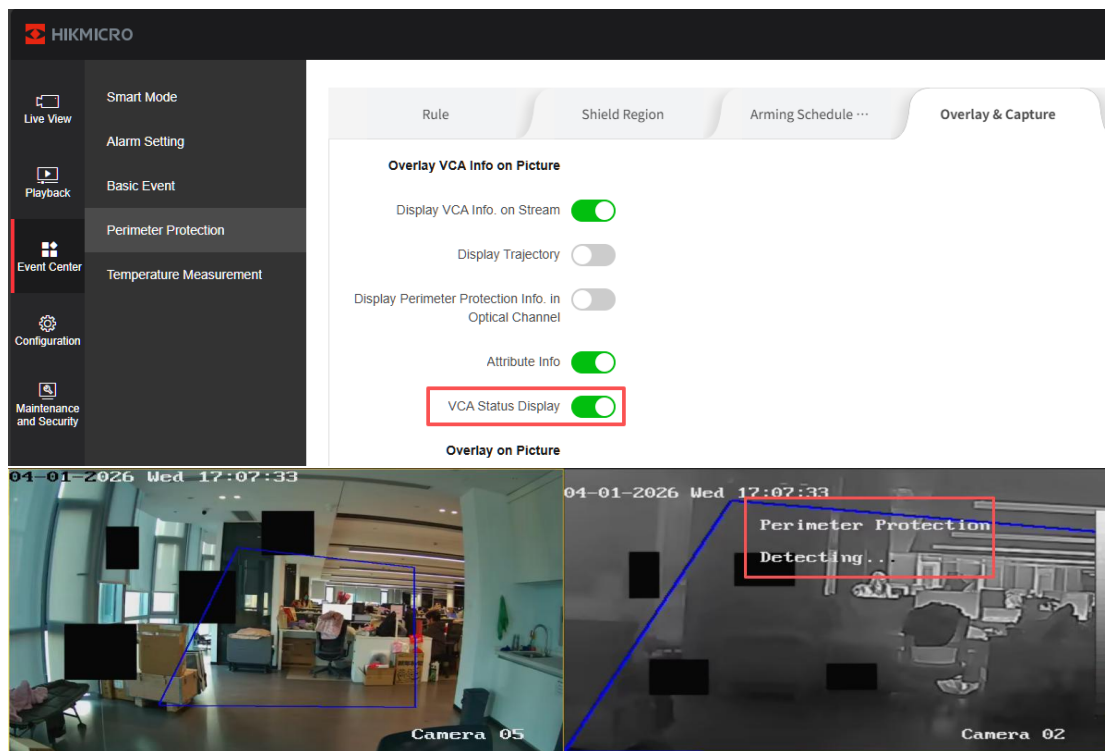 HIKMICRO
Live View
Playback
Event Center
Configuration
Maintenance
and Security
Smart Mode
Alarm Setting
Basic Event
Perimeter Protection
Temperature Measurement
Rule
Shield Region
Arming Schedule ···
Overlay & Capture
Overlay VCA Info on Picture
Display VCA Info. on Stream
Display Trajectory
Display Perimeter Protection Info. in
Optical Channel
Attribute Info
VCA Status Display
Overlay on Picture
04-01-2026 Wed 17:07:33
Camera 05
04-01-2026 Wed 17:07:33
Perimeter Protection
Detecting...
Camera 02